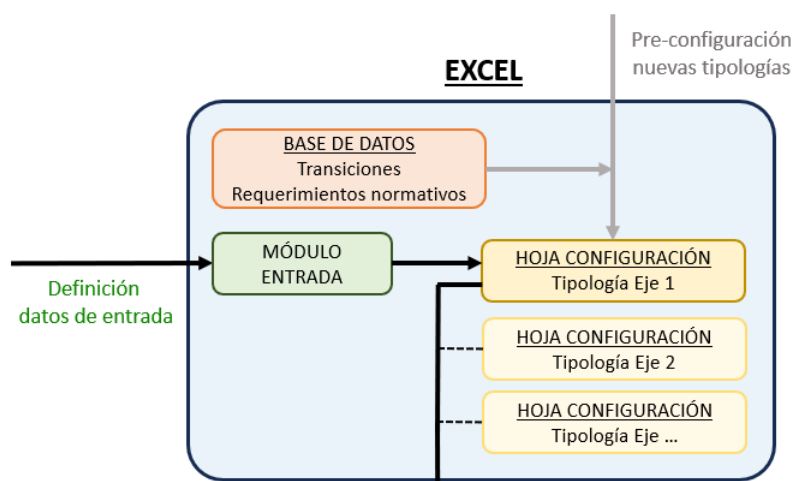 Pre-configuración
nuevas tipologías
EXCEL
BASE DE DATOS
Transiciones
Requerimientos normativos
MÓDULO
ENTRADA
Definición
datos de entrada
HOJA CONFIGURACIÓN
Tipología Eje 1
HOJA CONFIGURACIÓN
Tipología Eje 2
HOJA CONFIGURACIÓN
Tipología Eje ...